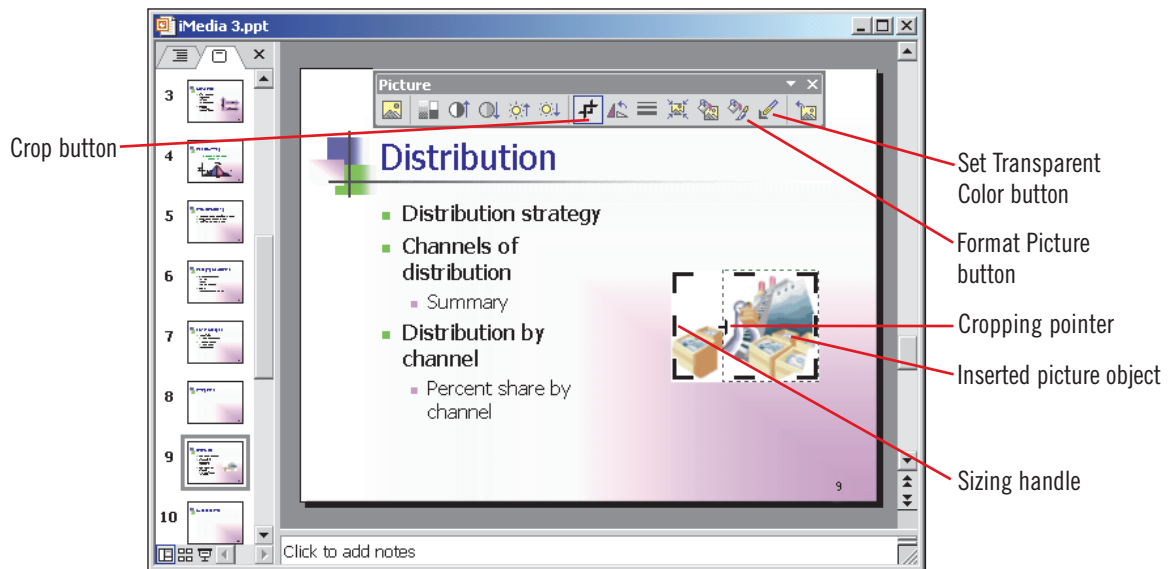 iMedia 3.ppt
Picture
3
4
5
6
7
8
9
10
Distribution
Distribution strategy
Channels of
distribution
Summary
Distribution by
channel
Percent share by
channel
9
Click to add notes
Crop button
Set Transparent
Color button
Format Picture
button
Cropping pointer
Inserted picture object
Sizing handle